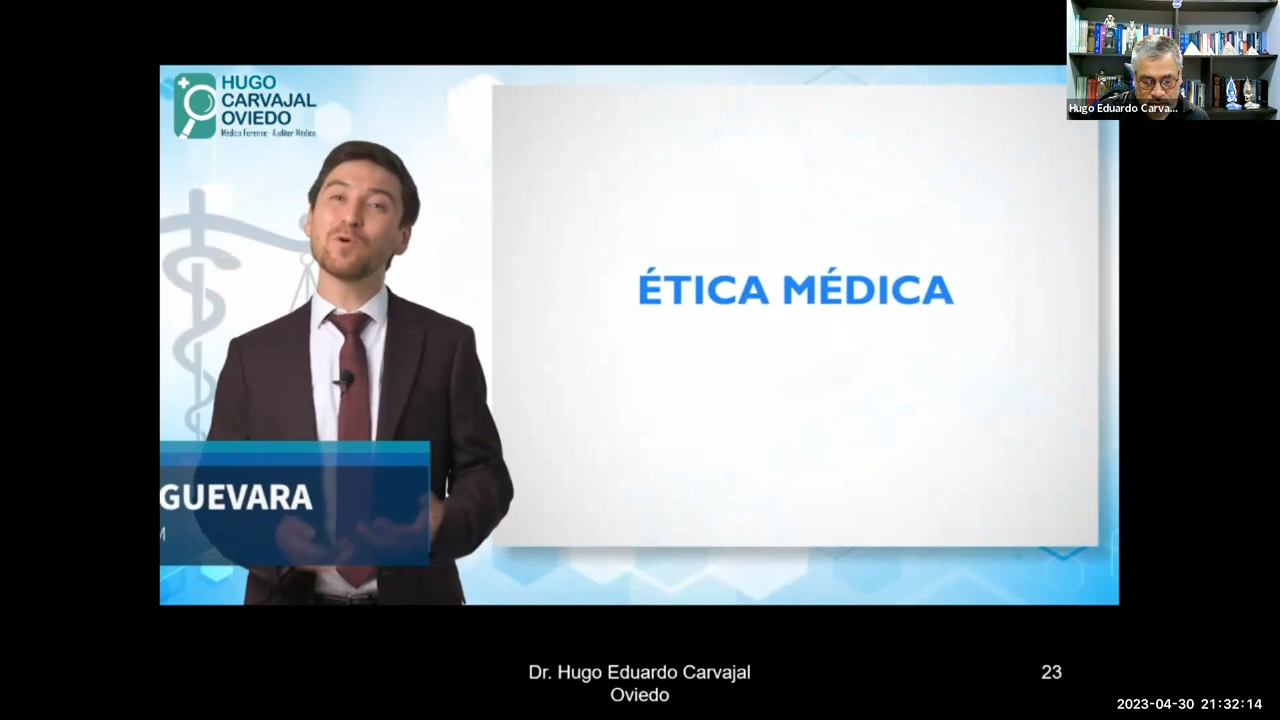 HUGO
CARVAJAL
OVIEDO
Médico Forense - Auditor Médico
Hugo Eduardo Carva...
ÉTICA MÉDICA
GUEVARA
M
Dr. Hugo Eduardo Carvajal
Oviedo
23
2023-04-30 21:32:14